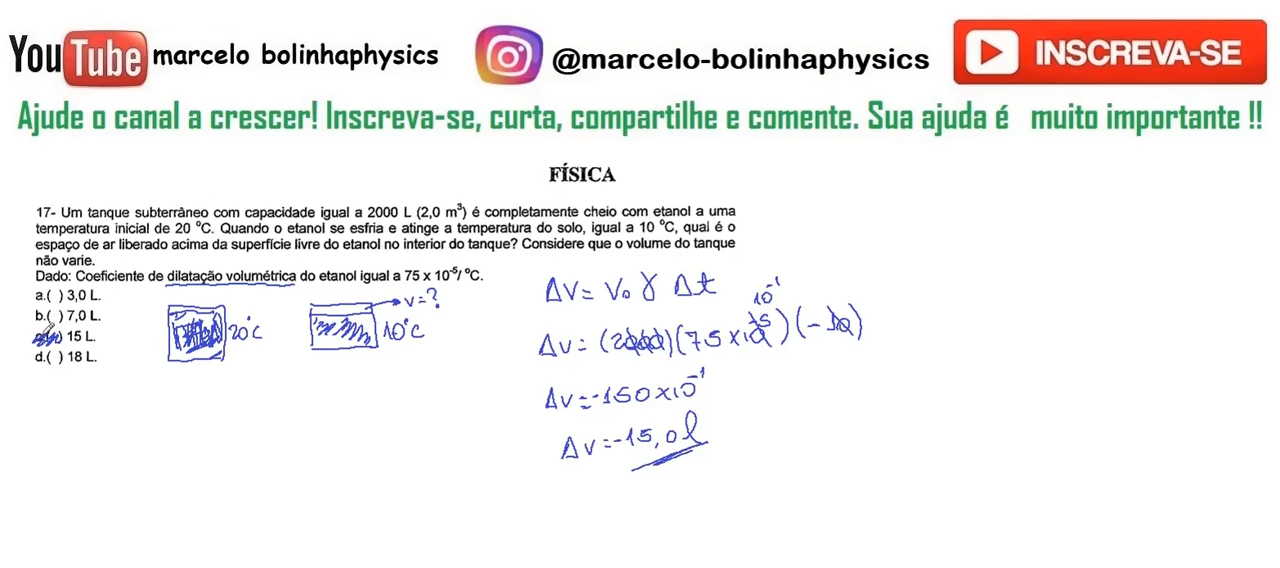 YouTube marcelo bolinhaphysics @marcelo-bolinhaphysics INSCREVA-SE
Ajude o canal a crescer! Inscreva-se, curta, compartilhe e comente. Sua ajuda é muito importante !!
FÍSICA
17- Um tanque subterrâneo com capacidade igual a 2000 L (2,0 m³) é completamente cheio com etanol a uma
temperatura inicial de 20 °C. Quando o etanol se esfria e atinge a temperatura do solo, igual a 10 °C, qual é o
espaço de ar liberado acima da superfície livre do etanol no interior do tanque? Considere que o volume do tanque
não varie.
Dado: Coeficiente de dilatação volumétrica do etanol igual a 75 x 10⁻⁵/ °C.
a.( ) 3,0 L.
b.( ) 7,0 L.
) 15 L.
d.( ) 18 L.
20°C
V=?
10°C
ΔV = V₀ γ Δt
10⁻¹
ΔV = (2000)(75 x 10⁻⁵)(-10)
ΔV = -150 x 10⁻¹
ΔV = -15,0 l